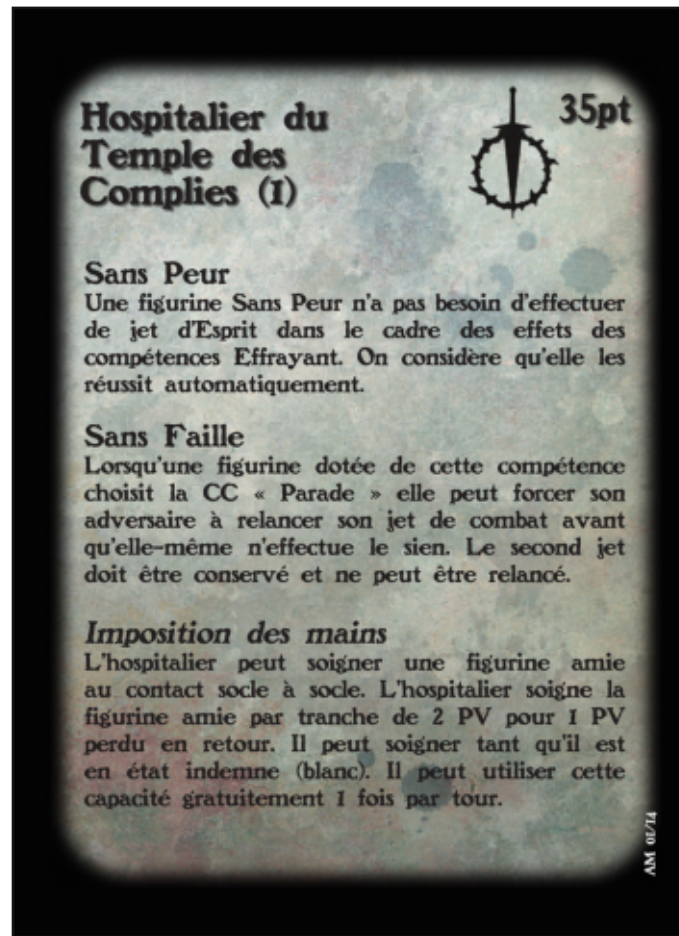 Hospitalier du
Temple des
Complies (1)
35pt
Sans Peur
Une figurine Sans Peur n'a pas besoin d'effectuer
de jet d'Esprit dans le cadre des effets des
compétences Effrayant. On considère qu'elle les
réussit automatiquement.
Sans Faille
Lorsqu'une figurine dotée de cette compétence
choisit la CC « Parade » elle peut forcer son
adversaire à relancer son jet de combat avant
qu'elle-même n'effectue le sien. Le second jet
doit être conservé et ne peut être relancé.
Imposition des mains
L'hospitalier peut soigner une figurine amie
au contact socle à socle. L'hospitalier soigne la
figurine amie par tranche de 2 PV pour 1 PV
perdu en retour. Il peut soigner tant qu'il est
en état indemne (blanc). Il peut utiliser cette
capacité gratuitement 1 fois par tour.
AM 01/14